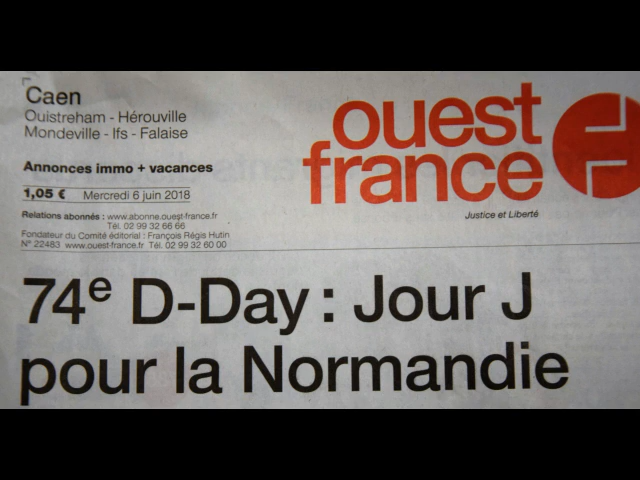 Caen
Ouistreham - Hérouville
Mondeville - Ifs - Falaise
Annonces immo + vacances
1,05 € Mercredi 6 juin 2018
Relations abonnés : www.abonne.ouest-france.fr
Tél. 02 99 32 66 66
Fondateur du Comité éditorial : François Régis Hutin
N° 22483 www.ouest-france.fr Tél. 02 99 32 60 00
ouest
france
Justice et Liberté
74e D-Day : Jour J
pour la Normandie